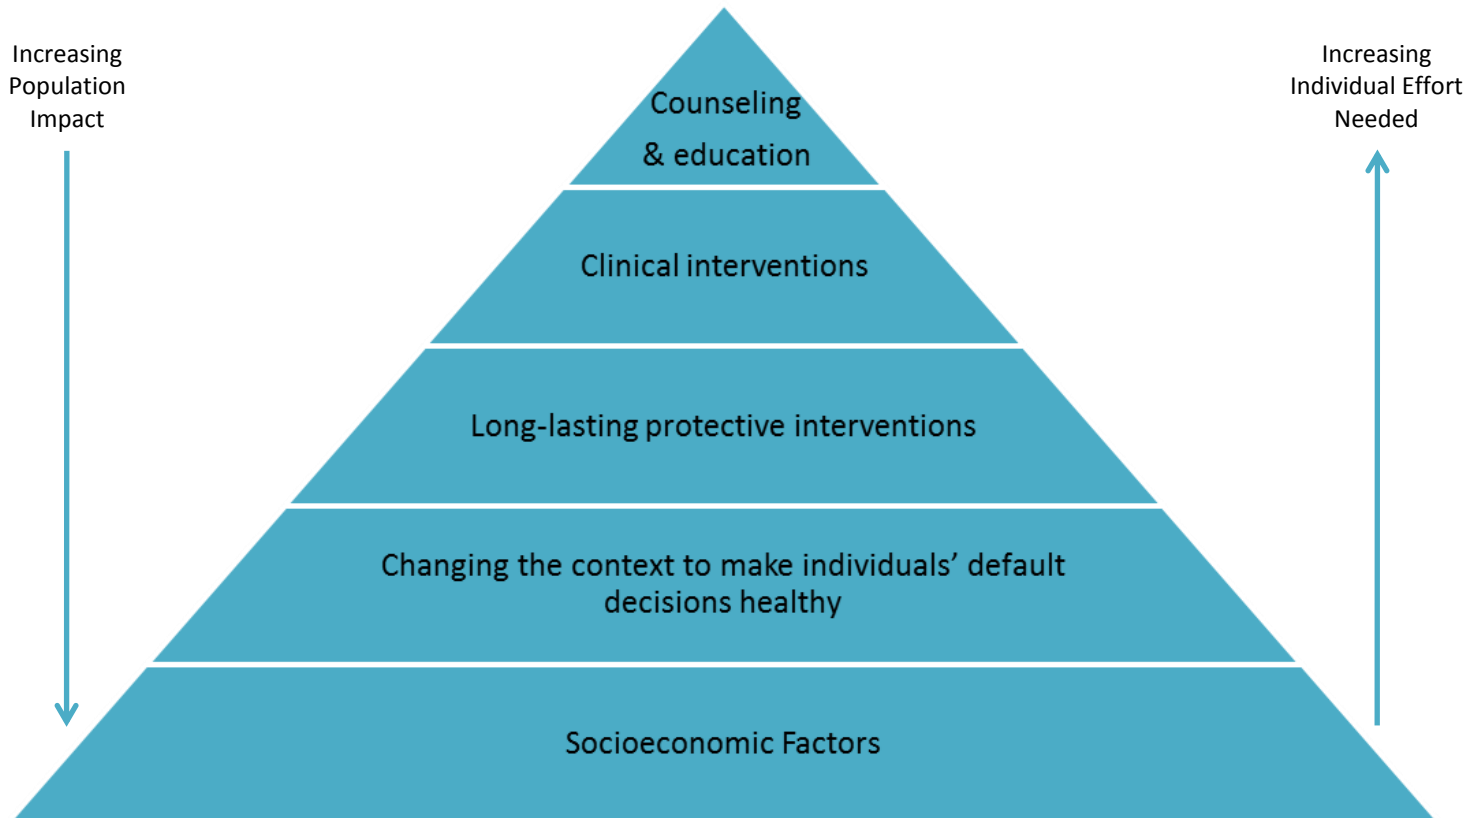 Increasing
Population
Impact
Increasing
Individual Effort
Needed
Counseling
& education
Clinical interventions
Long-lasting protective interventions
Changing the context to make individuals’ default
decisions healthy
Socioeconomic Factors